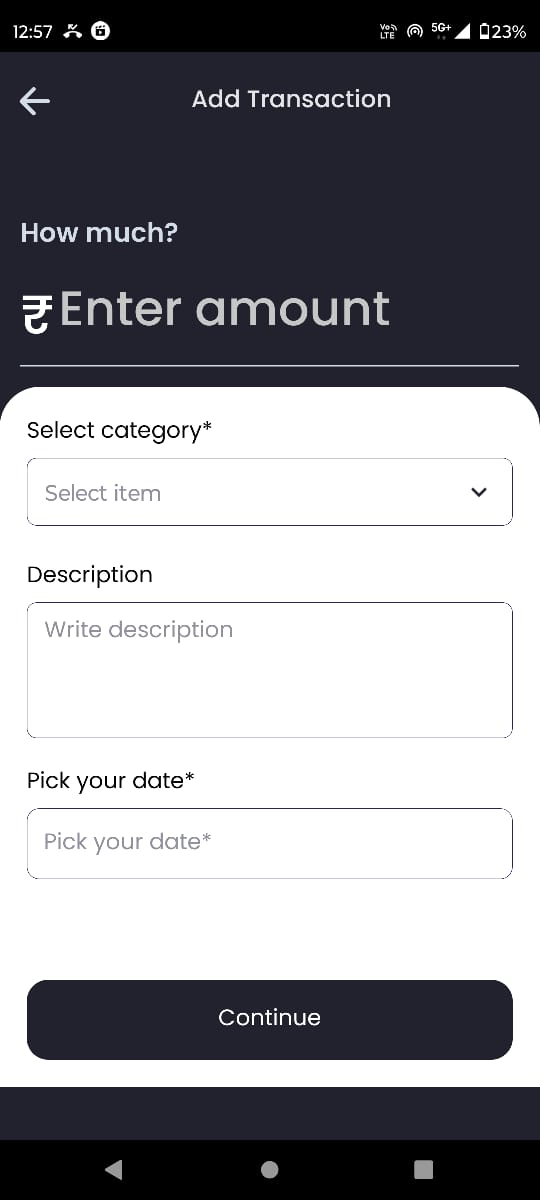 12:57 Vo LTE 5G+ 23%
Add Transaction
How much?
₹ Enter amount
Select category*
Select item
Description
Write description
Pick your date*
Pick your date*
Continue